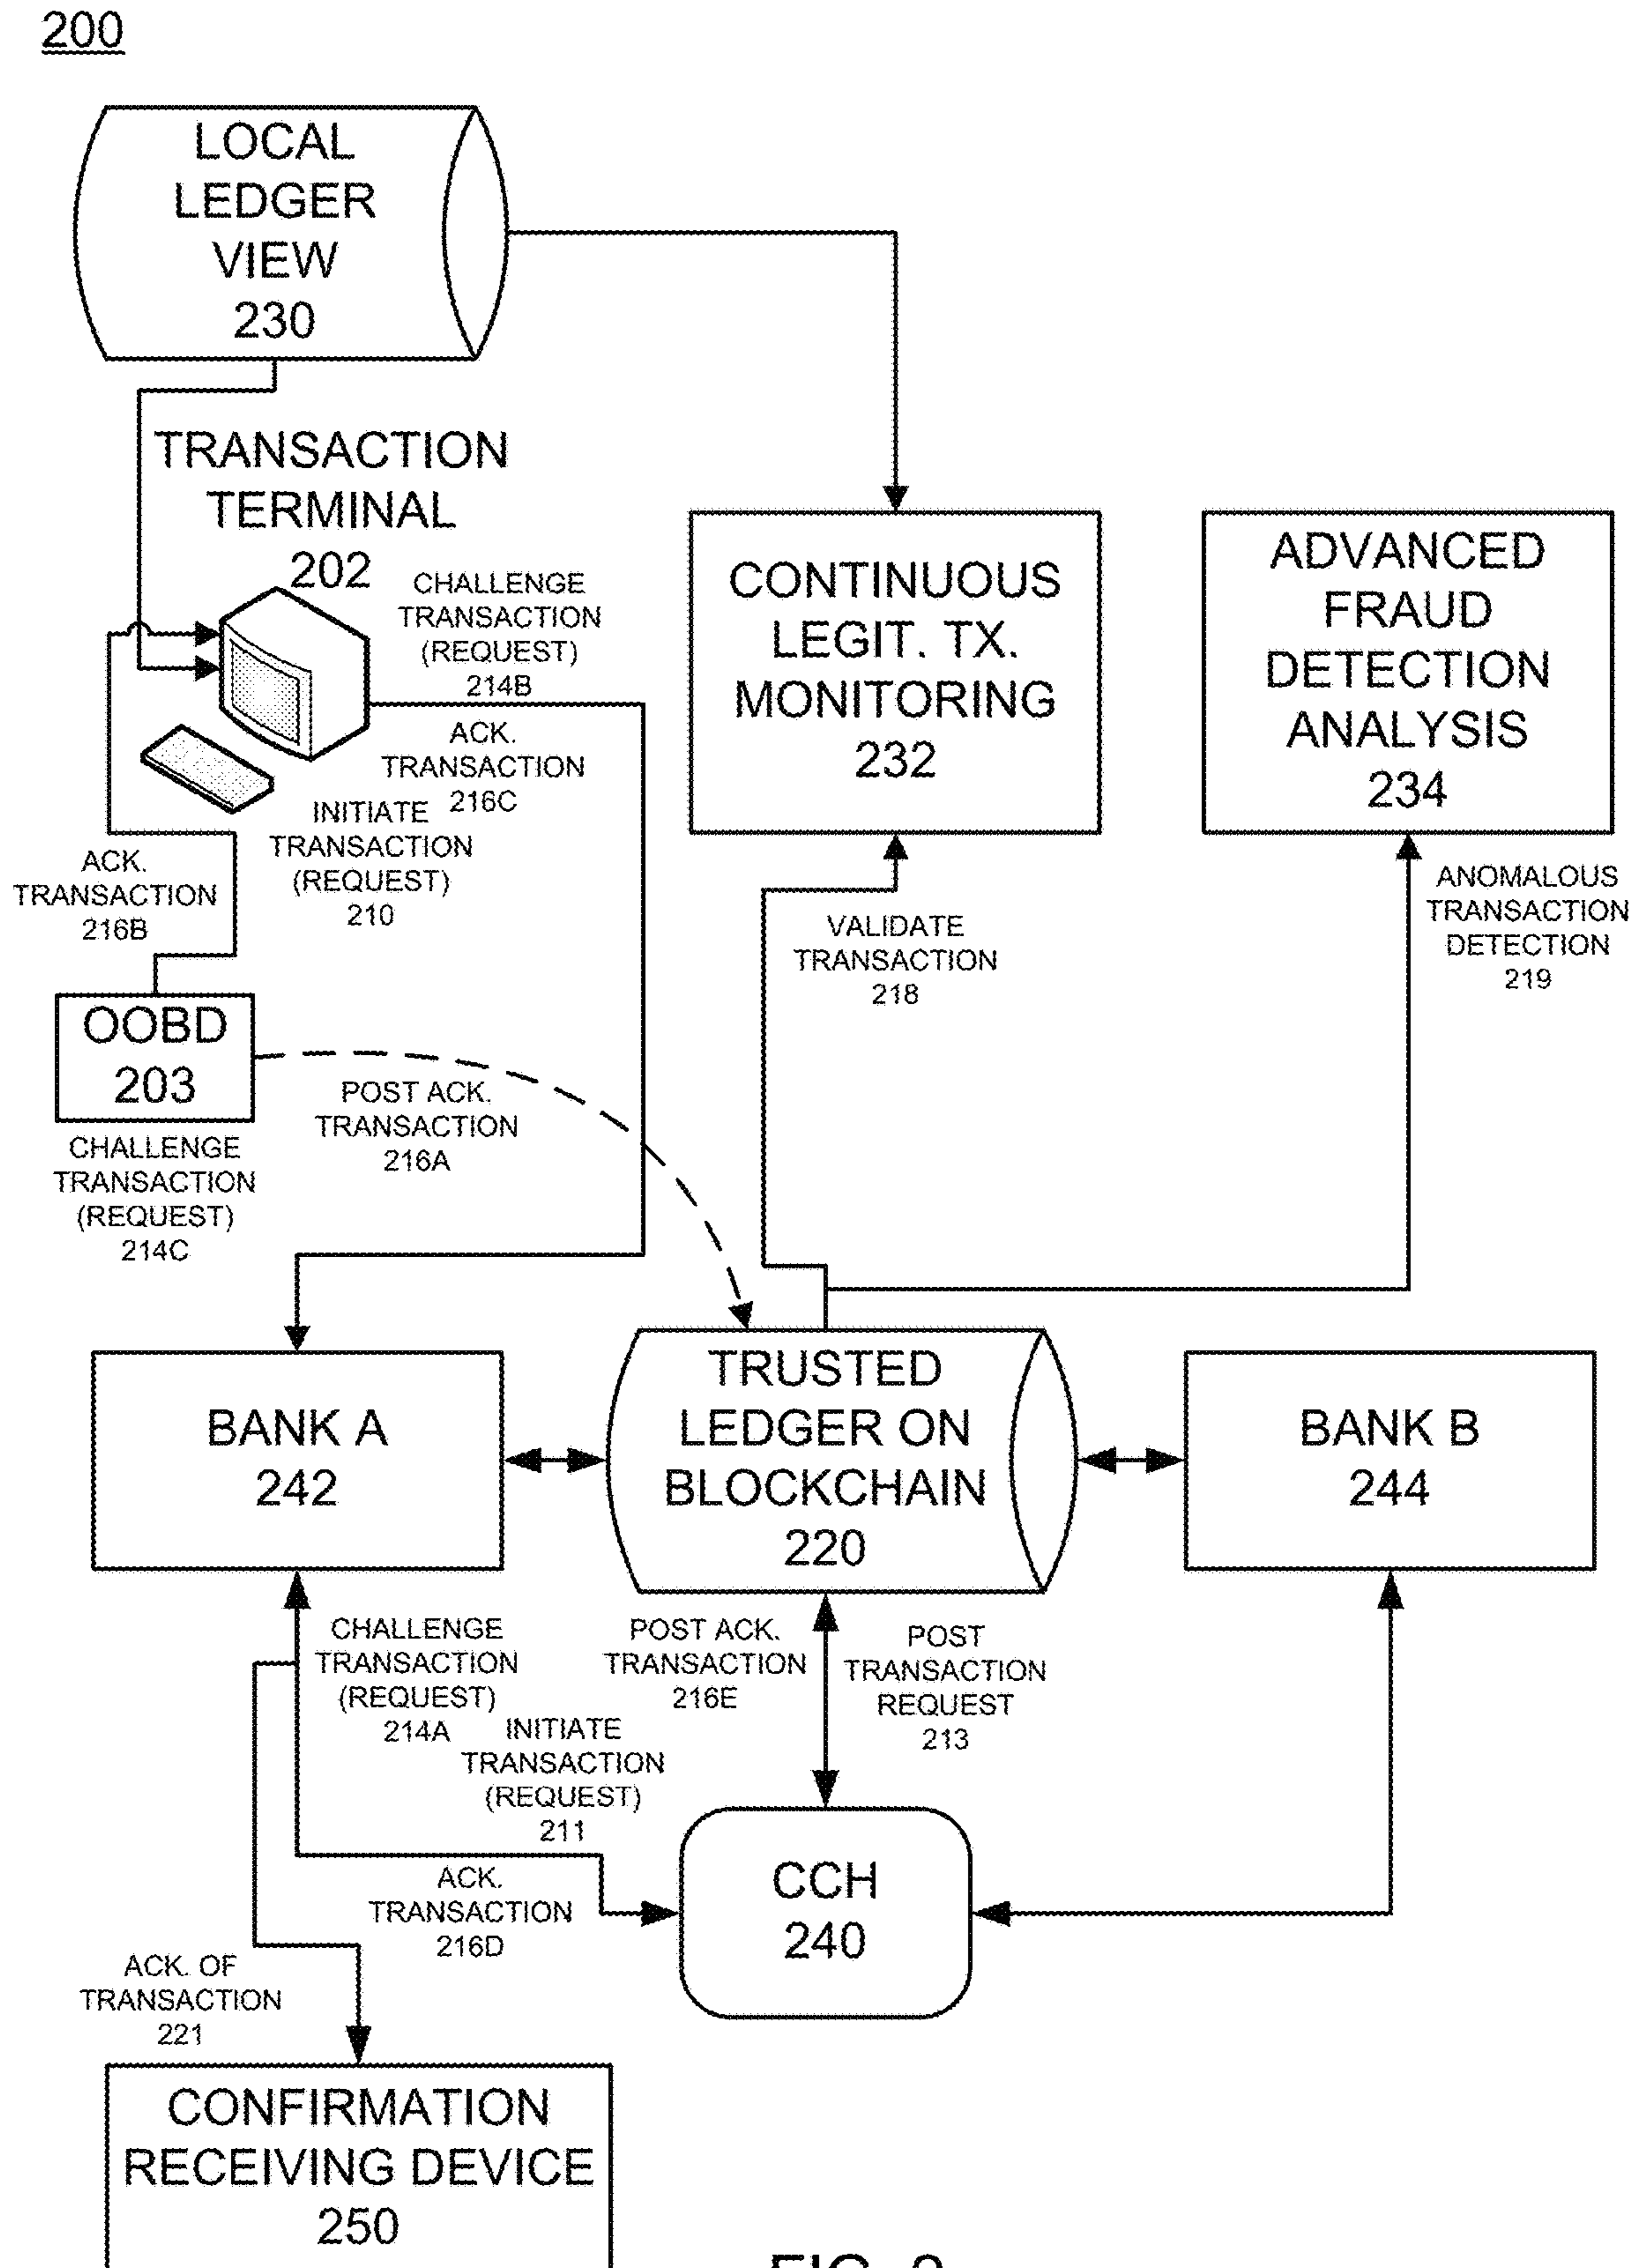 200
LOCAL
LEDGER
VIEW
230
TRANSACTION
TERMINAL
202
CHALLENGE
TRANSACTION
(REQUEST)
214B
ACK.
TRANSACTION
216C
INITIATE
TRANSACTION
(REQUEST)
210
CONTINUOUS
LEGIT. TX.
MONITORING
232
ADVANCED
FRAUD
DETECTION
ANALYSIS
234
ACK.
TRANSACTION
216B
VALIDATE
TRANSACTION
218
ANOMALOUS
TRANSACTION
DETECTION
219
OOBD
203
POST ACK.
TRANSACTION
216A
CHALLENGE
TRANSACTION
(REQUEST)
214C
BANK A
242
TRUSTED
LEDGER ON
BLOCKCHAIN
220
BANK B
244
CHALLENGE
TRANSACTION
(REQUEST)
214A
POST ACK.
TRANSACTION
216E
POST
TRANSACTION
REQUEST
213
INITIATE
TRANSACTION
(REQUEST)
211
ACK.
TRANSACTION
216D
CCH
240
ACK. OF
TRANSACTION
221
CONFIRMATION
RECEIVING DEVICE
250